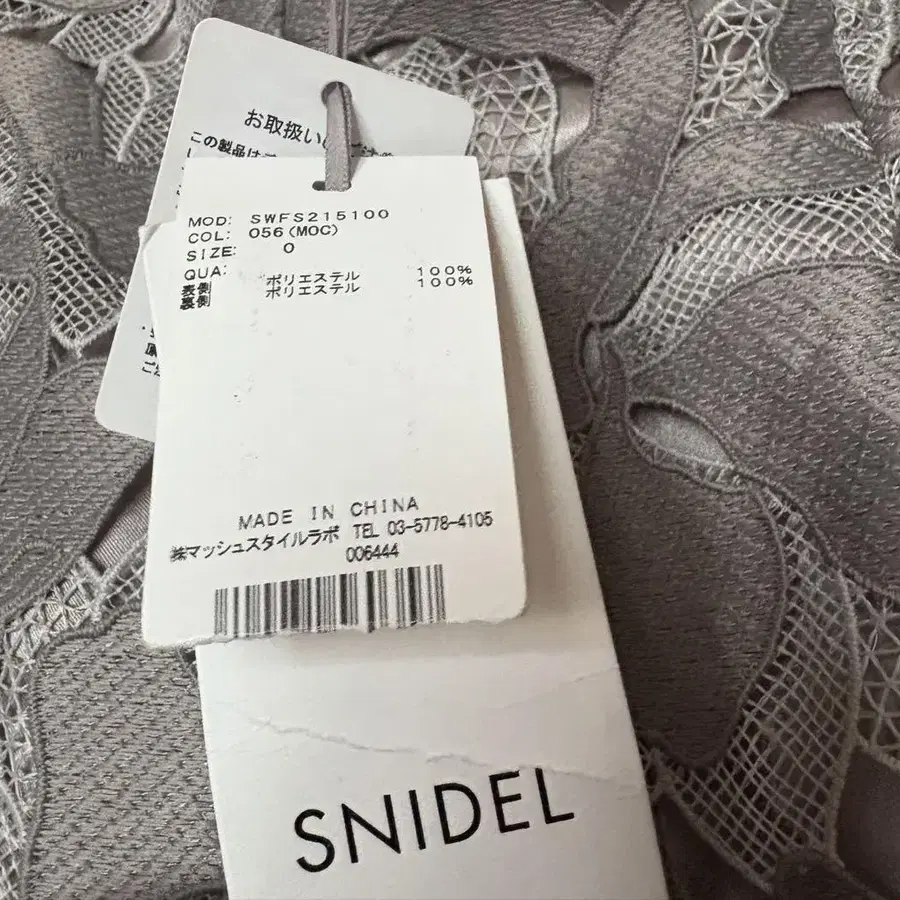 お取扱い
この製品は
MOD: SWFS215100
COL: 056(MOC)
SIZE: 0
QUA:
表側 ポリエステル 100%
裏側 ポリエステル 100%
MADE IN CHINA
㈱マッシュスタイルラボ TEL 03-5778-4105
006444
SNIDEL